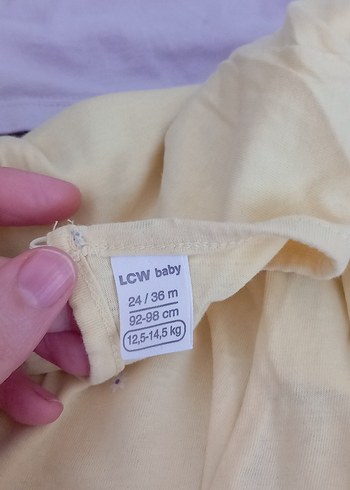 LCW baby
24 / 36 m
92-98 cm
12,5-14,5 kg